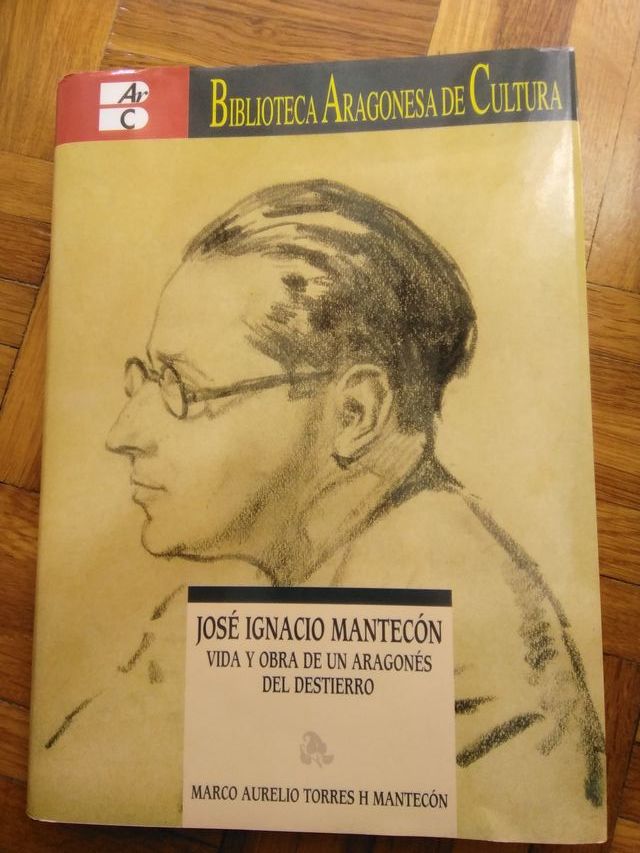 Ar
C
BIBLIOTECA ARAGONESA DE CULTURA
JOSÉ IGNACIO MANTECÓN
VIDA Y OBRA DE UN ARAGONÉS
DEL DESTIERRO
MARCO AURELIO TORRES H MANTECÓN